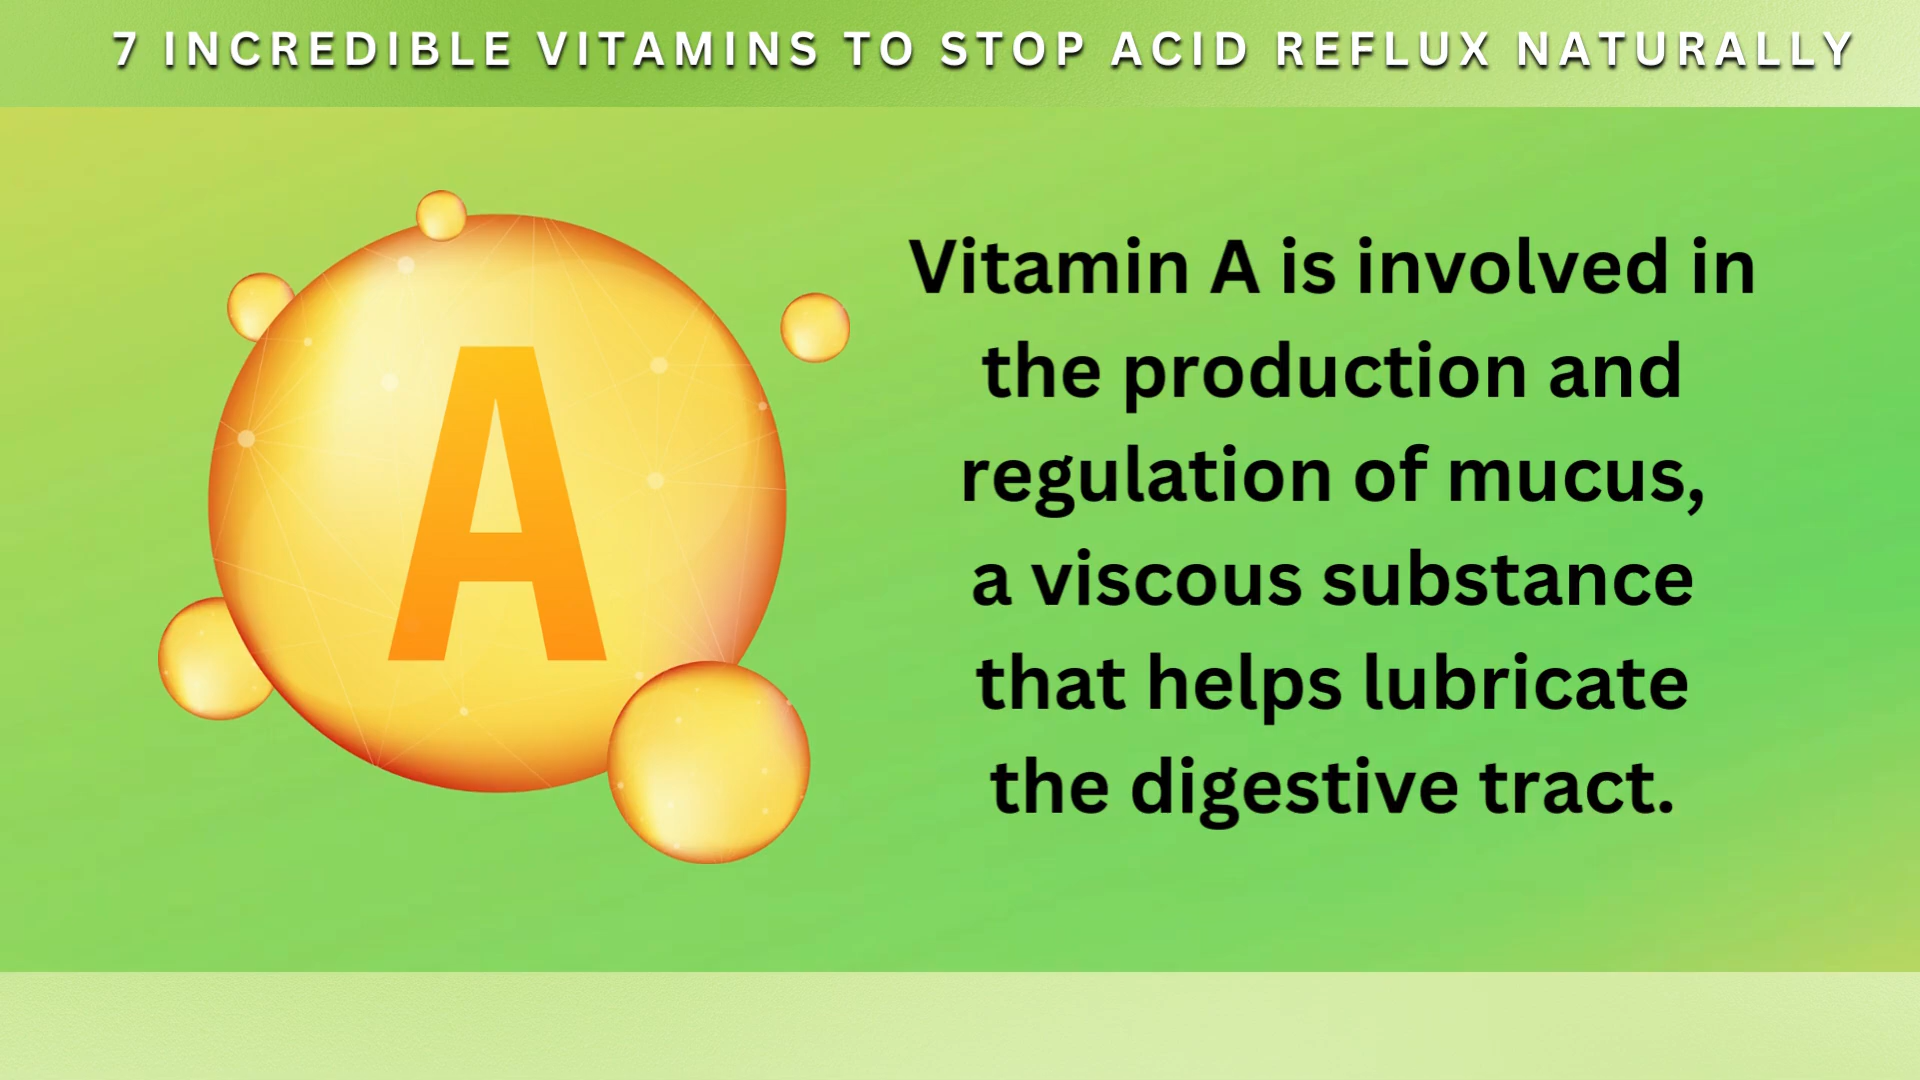 7 INCREDIBLE VITAMINS TO STOP ACID REFLUX NATURALLY
A
Vitamin A is involved in
the production and
regulation of mucus,
a viscous substance
that helps lubricate
the digestive tract.